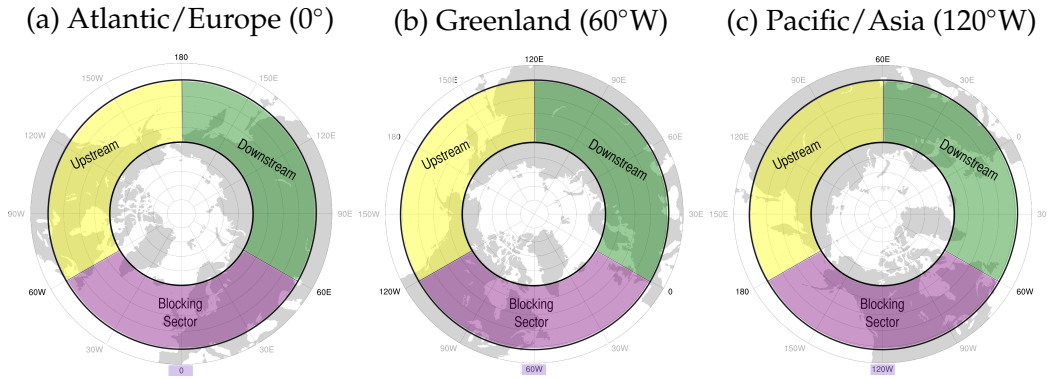 (a) Atlantic/Europe (0°)
180
150W
150E
120W
120E
Upstream
Downstream
90W
90E
60W
60E
Blocking
Sector
30W
30E
0
(b) Greenland (60°W)
120E
150E
90E
180
60E
Upstream
Downstream
150W
30E
120W
0
Blocking
Sector
90W
30W
60W
(c) Pacific/Asia (120°W)
60E
90E
30E
120E
0
Upstream
Downstream
150E
30
180
60W
Blocking
Sector
150W
90W
120W